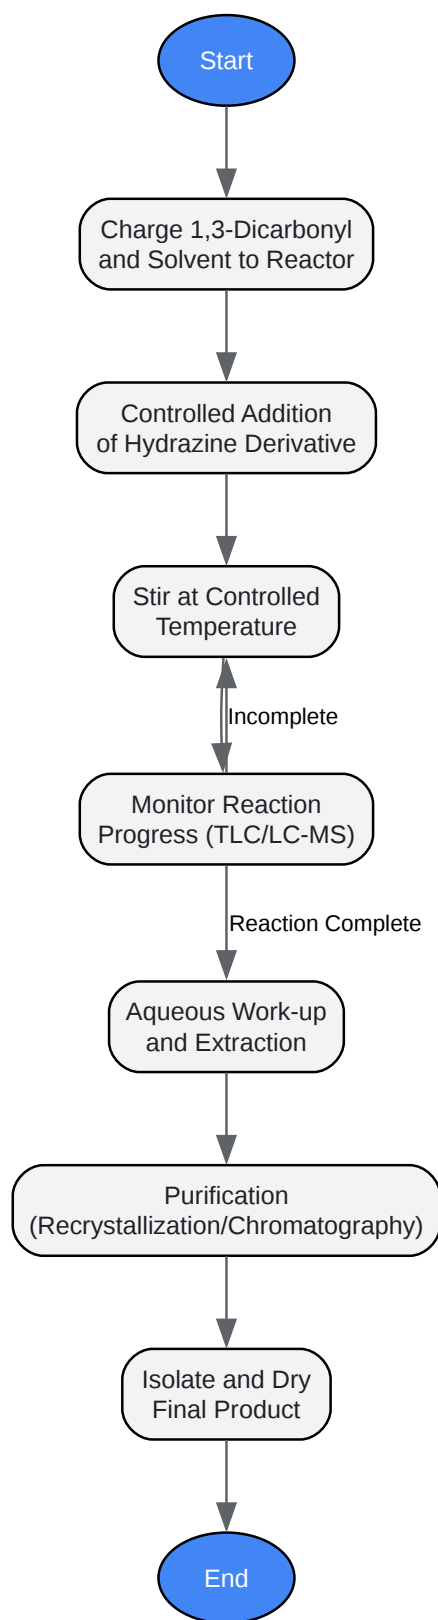 Start
Charge 1,3-Dicarbonyl
and Solvent to Reactor
Controlled Addition
of Hydrazine Derivative
Stir at Controlled
Temperature
Incomplete
Monitor Reaction
Progress (TLC/LC-MS)
Reaction Complete
Aqueous Work-up
and Extraction
Purification
(Recrystallization/Chromatography)
Isolate and Dry
Final Product
End